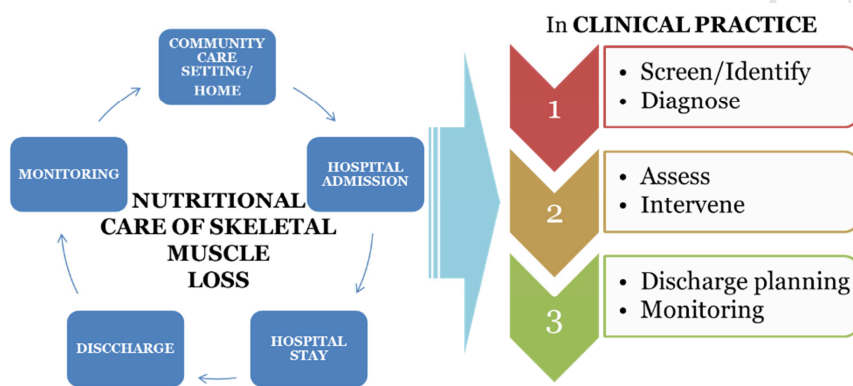 COMMUNITY
CARE
SETTING/
HOME
MONITORING
HOSPITAL
ADMISSION
NUTRITIONAL
CARE OF SKELETAL
MUSCLE
LOSS
DISCCHARGE
HOSPITAL
STAY
In CLINICAL PRACTICE
1
• Screen/Identify
• Diagnose
2
• Assess
• Intervene
3
• Discharge planning
• Monitoring